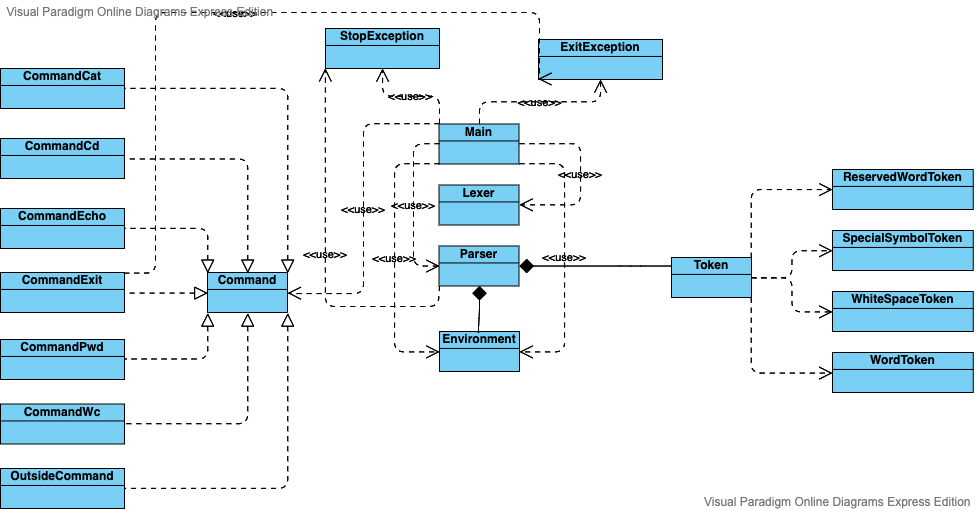 Visual Paradigm Online Diagrams Express Edition
<<use>>
StopException
ExitException
CommandCat
<<use>>
<<use>>
Main
CommandCd
<<use>>
ReservedWordToken
Lexer
<<use>>
<<use>>
CommandEcho
SpecialSymbolToken
<<use>>
<<use>>
<<use>>
Parser
Token
CommandExit
Command
WhiteSpaceToken
Environment
CommandPwd
WordToken
CommandWc
OutsideCommand
Visual Paradigm Online Diagrams Express Edition